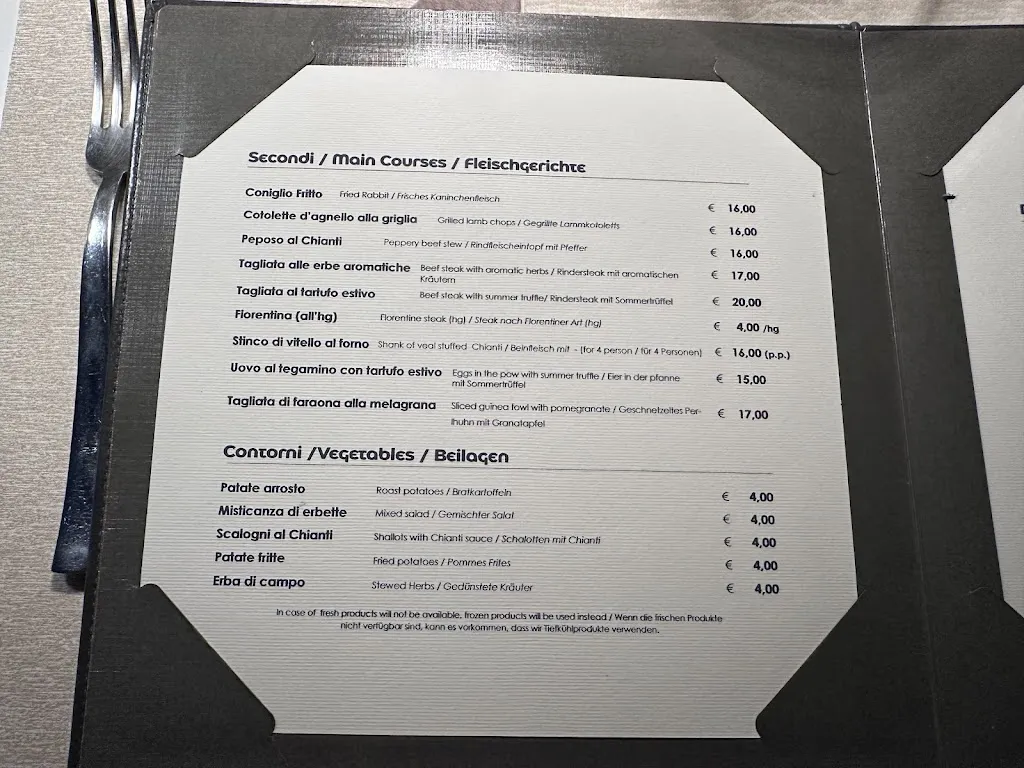 Secondi / Main Courses / Fleischgerichte
Coniglio Fritto Fried Rabbit / Frisches Kaninchenfleisch € 16,00
Cotolette d'agnello alla griglia Grilled lamb chops / Gegrillte Lammkotoletts € 16,00
Peposo al Chianti Peppery beef stew / Rindfleischeintopf mit Pfeffer € 16,00
Tagliata alle erbe aromatiche Beef steak with aromatic herbs / Rindersteak mit aromatischen € 17,00
Kräutern
Tagliata al tartufo estivo Beef steak with summer truffle/ Rindersteak mit Sommertrüffel € 20,00
Fiorentina (all'hg) Florentine steak (hg) / Steak nach Florentiner Art (hg) € 4,00 /hg
Stinco di vitello al forno Shank of veal stuffed Chianti / Beinfleisch mit - (for 4 person / für 4 Personen) € 16,00 (p.p.)
Uovo al tegamino con tartufo estivo Eggs in the pow with summer truffle / Eier in der pfanne € 15,00
mit Sommertrüffel
Tagliata di faraona alla melagrana Sliced guinea fowl with pomegranate / Geschnetzeltes Per- € 17,00
lhuhn mit Granatapfel
Contorni /Vegetables / Beilagen
Patate arrosto Roast potatoes / Bratkartoffeln € 4,00
Misticanza di erbette Mixed salad / Gemischter Salat € 4,00
Scalogni al Chianti Shallots with Chianti sauce / Schalotten mit Chianti € 4,00
Patate fritte Fried potatoes / Pommes Frites € 4,00
Erba di campo Stewed Herbs / Gedünstete Kräuter € 4,00
In case of fresh products will not be available, frozen products will be used instead / Wenn die frischen Produkte
nicht verfügbar sind, kann es vorkommen, dass wir Tiefkühlprodukte verwenden.